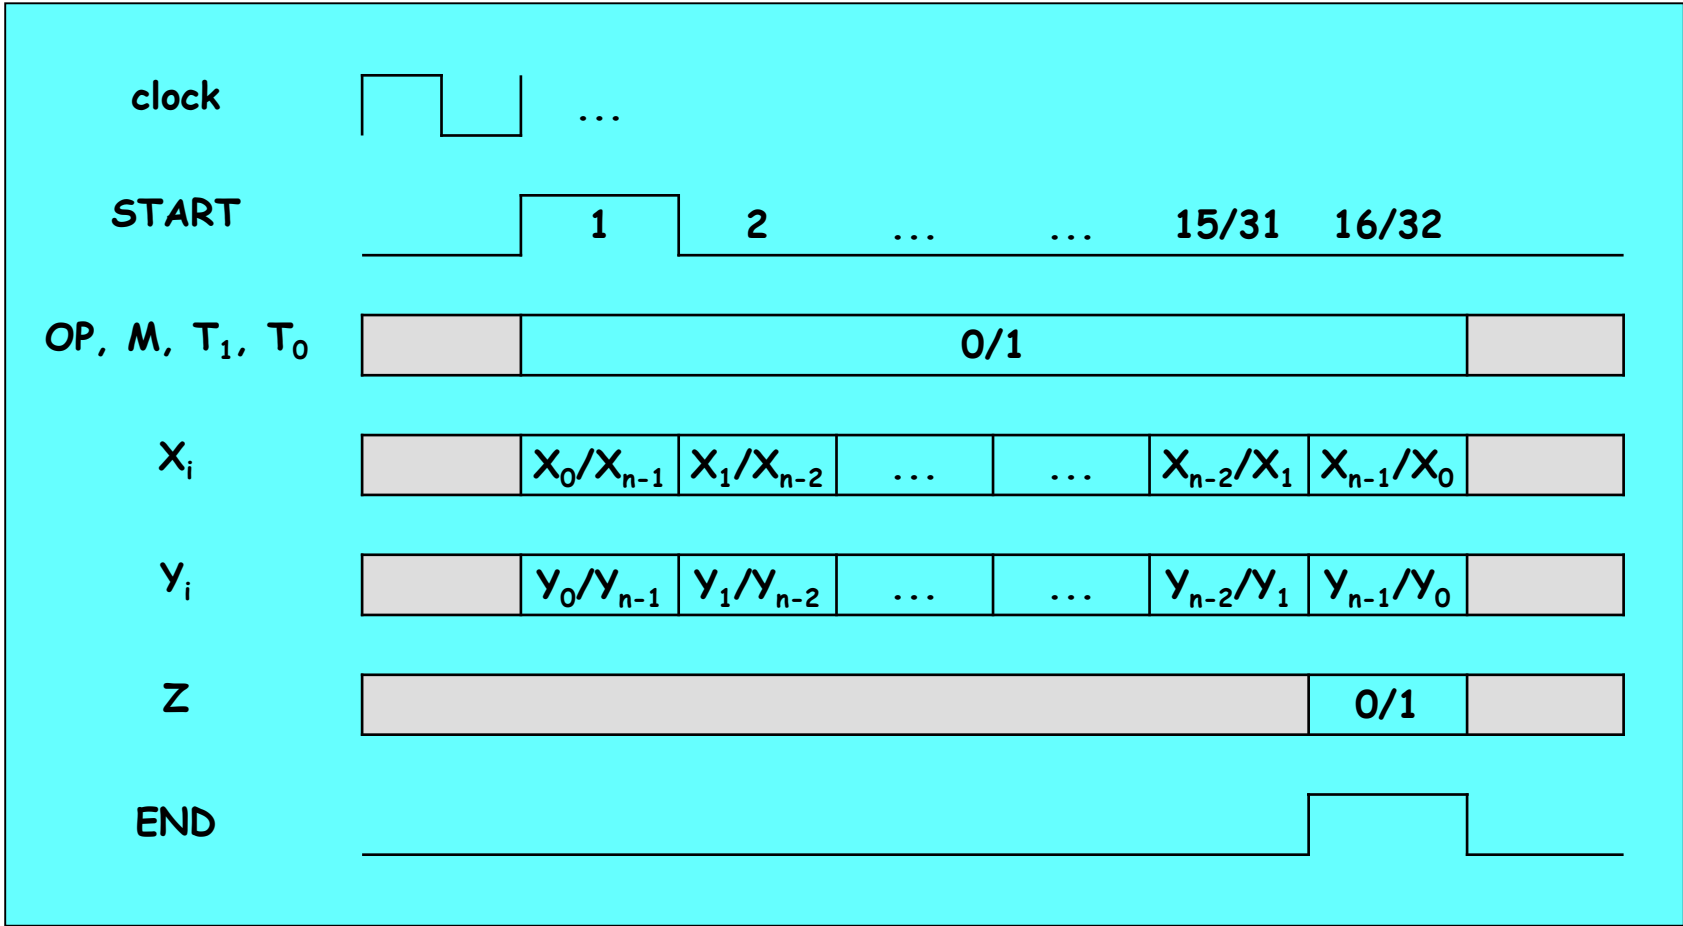 clock ...
START 1 2 ... ... 15/31 16/32
OP, M, T₁, T₀ 0/1
Xᵢ X₀/Xₙ₋₁ X₁/Xₙ₋₂ ... ... Xₙ₋₂/X₁ Xₙ₋₁/X₀
Yᵢ Y₀/Yₙ₋₁ Y₁/Yₙ₋₂ ... ... Yₙ₋₂/Y₁ Yₙ₋₁/Y₀
Z 0/1
END